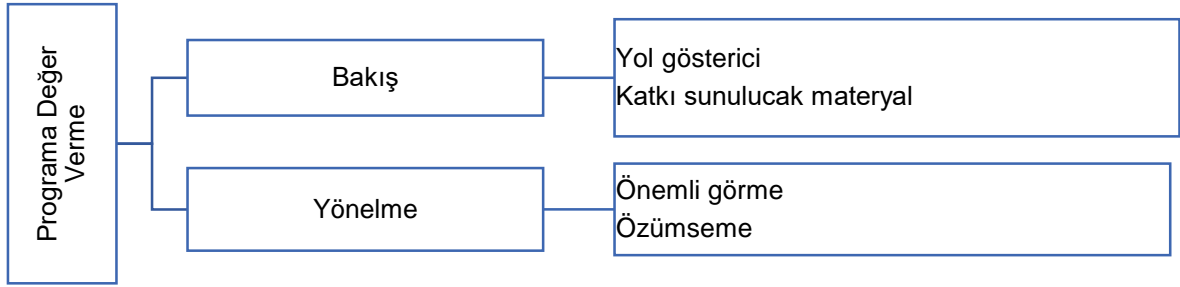 Programa Değer
Verme
Bakış
Yol gösterici
Katkı sunulucak materyal
Yönelme
Önemli görme
Özümseme